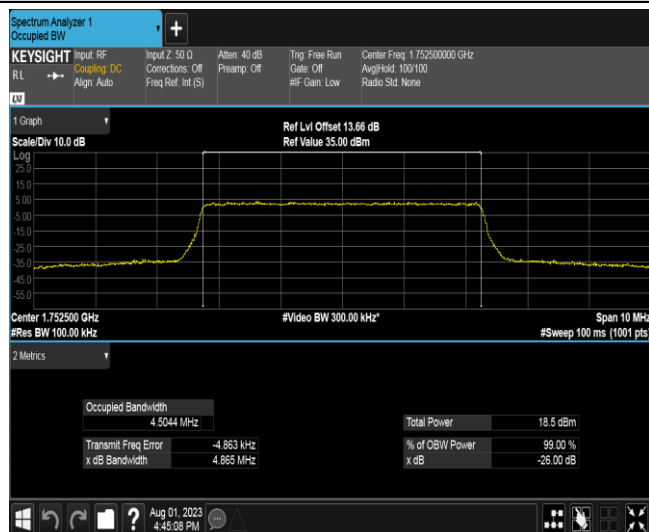 Spectrum Analyzer 1
Occupied BW
+
KEYSIGHT Input: RF Input Z: 50 Ω Atten: 40 dB Trig: Free Run Center Freq: 1.752500000 GHz
RL Coupling: DC Corrections: Off Preamp: Off Gate: Off Avg|Hold: 100/100
Align: Auto Freq Ref: Int (S) #IF Gain: Low Radio Std: None
LXI
1 Graph
Ref Lvl Offset 13.66 dB
Scale/Div 10.0 dB Ref Value 35.00 dBm
Log
25.0
15.0
5.00
-5.00
-15.0
-25.0
-35.0
-45.0
-55.0
Center 1.752500 GHz #Video BW 300.00 kHz* Span 10 MHz
#Res BW 100.00 kHz #Sweep 100 ms (1001 pts)
2 Metrics
Occupied Bandwidth
4.5044 MHz Total Power 18.5 dBm
Transmit Freq Error -4.863 kHz % of OBW Power 99.00 %
x dB Bandwidth 4.865 MHz x dB -26.00 dB
? Aug 01, 2023
4:45:08 PM